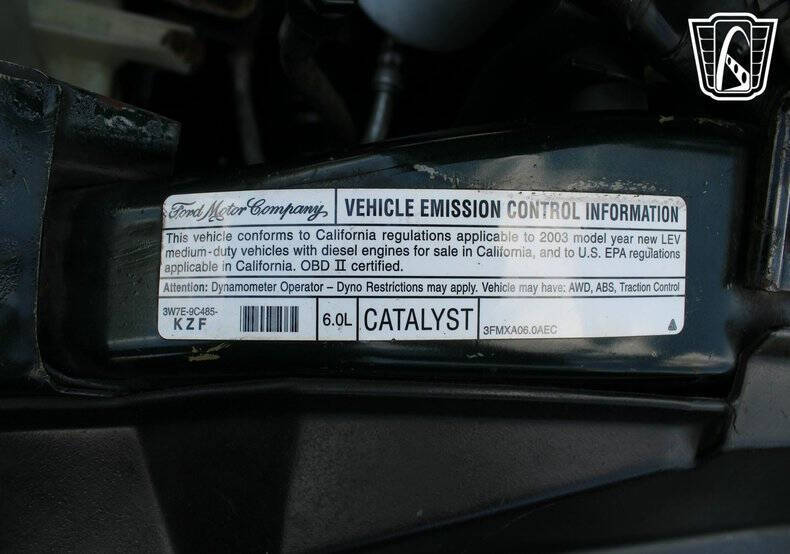 Ford Motor Company
VEHICLE EMISSION CONTROL INFORMATION
This vehicle conforms to California regulations applicable to 2003 model year new LEV
medium-duty vehicles with diesel engines for sale in California, and to U.S. EPA regulations
applicable in California. OBD II certified.
Attention: Dynamometer Operator – Dyno Restrictions may apply. Vehicle may have: AWD, ABS, Traction Control
3W7E-9C485-
KZF
6.0L
CATALYST
3FMXA06.0AEC